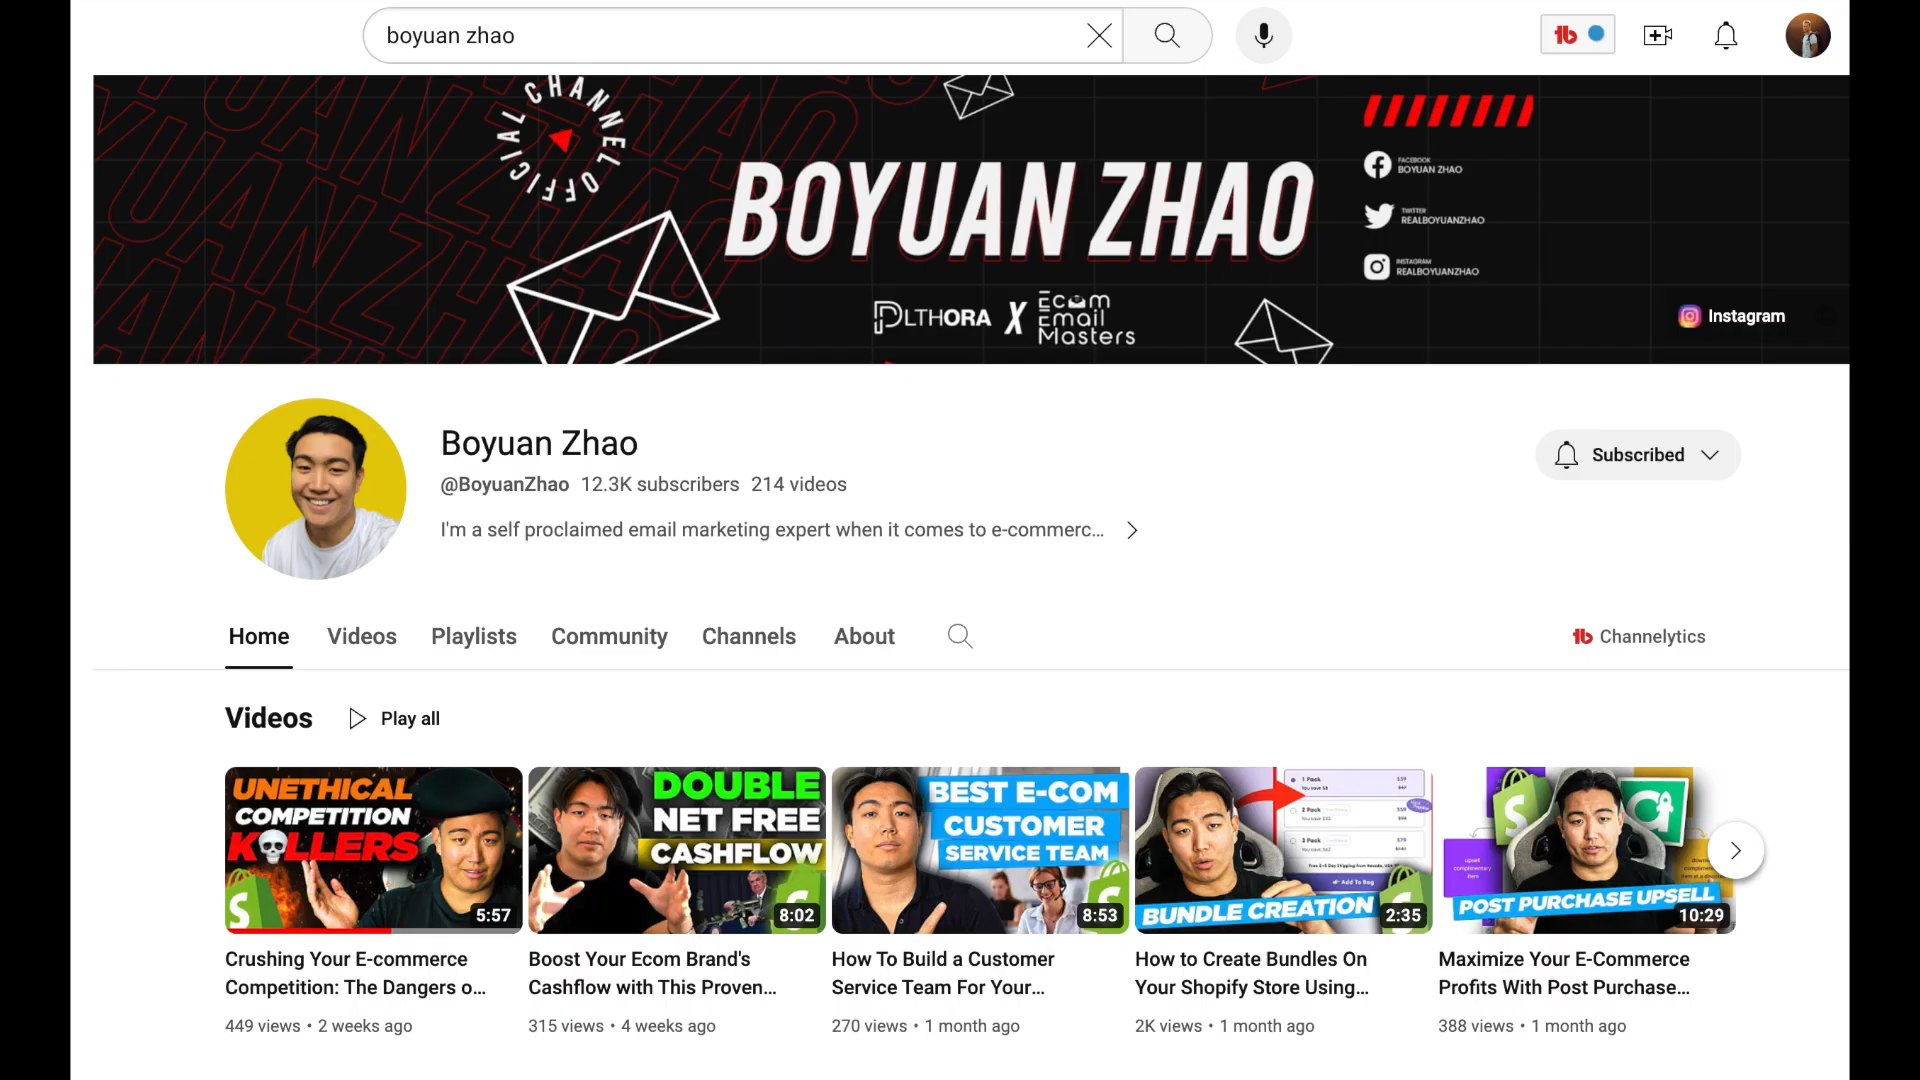 boyuan zhao
CHANNEL OFFICIAL
BOYUAN ZHAO
FACEBOOK
BOYUAN ZHAO
TWITTER
REALBOYUANZHAO
INSTAGRAM
REALBOYUANZHAO
PLTHORA X Ecom Email Masters
Instagram
Boyuan Zhao
@BoyuanZhao 12.3K subscribers 214 videos
I'm a self proclaimed email marketing expert when it comes to e-commerc...
Subscribed
Home Videos Playlists Community Channels About
tb Channelytics
Videos Play all
UNETHICAL
COMPETITION
KILLERS
5:57
DOUBLE
NET FREE
CASHFLOW
8:02
BEST E-COM
CUSTOMER
SERVICE TEAM
8:53
1 Pack
2 Pack
3 Pack
BUNDLE CREATION
2:35
POST PURCHASE UPSELL
10:29
Crushing Your E-commerce
Competition: The Dangers o...
449 views • 2 weeks ago
Boost Your Ecom Brand's
Cashflow with This Proven...
315 views • 4 weeks ago
How To Build a Customer
Service Team For Your...
270 views • 1 month ago
How to Create Bundles On
Your Shopify Store Using...
2K views • 1 month ago
Maximize Your E-Commerce
Profits With Post Purchase...
388 views • 1 month ago